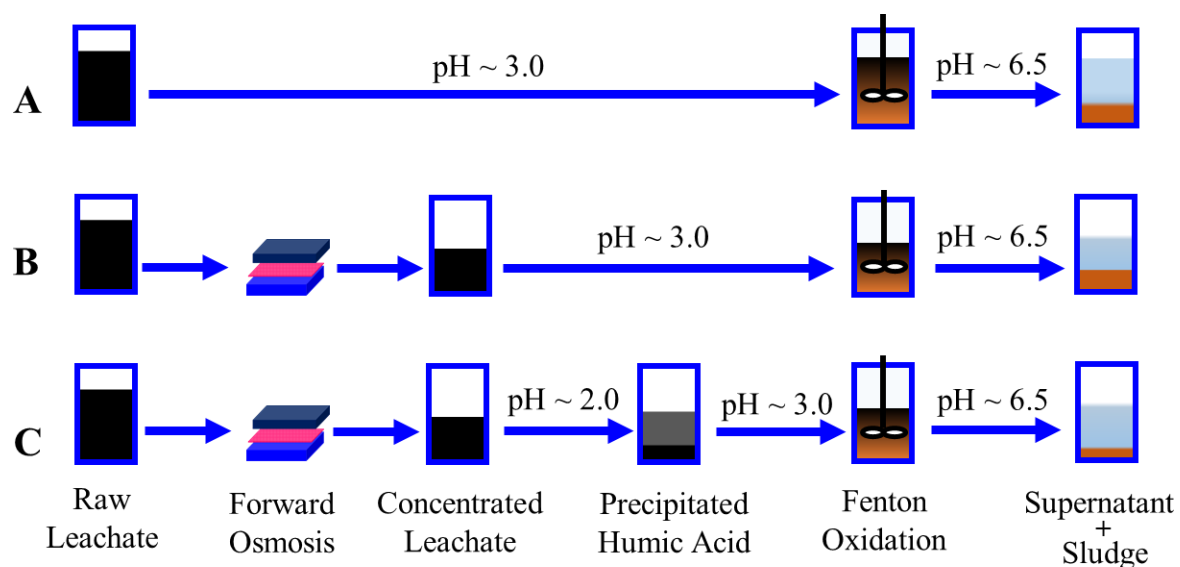 A
pH ~ 3.0
pH ~ 6.5
B
pH ~ 3.0
pH ~ 6.5
C
pH ~ 2.0
pH ~ 3.0
pH ~ 6.5
Raw
Leachate
Forward
Osmosis
Concentrated
Leachate
Precipitated
Humic Acid
Fenton
Oxidation
Supernatant
+
Sludge